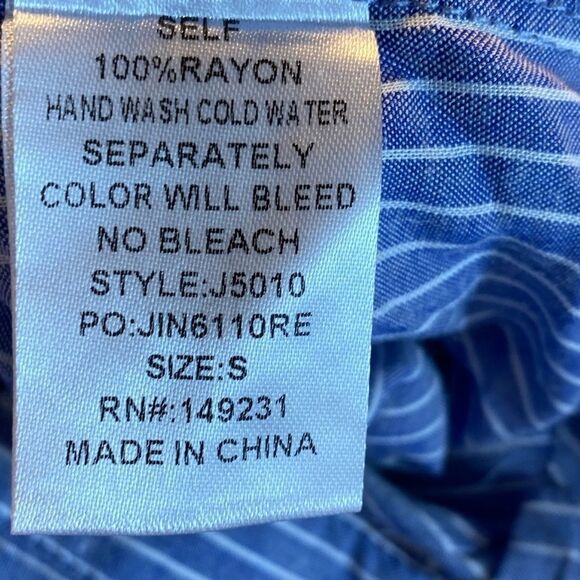 SELF
100%RAYON
HAND WASH COLD WATER
SEPARATELY
COLOR WILL BLEED
NO BLEACH
STYLE:J5010
PO:JIN6110RE
SIZE:S
RN#:149231
MADE IN CHINA